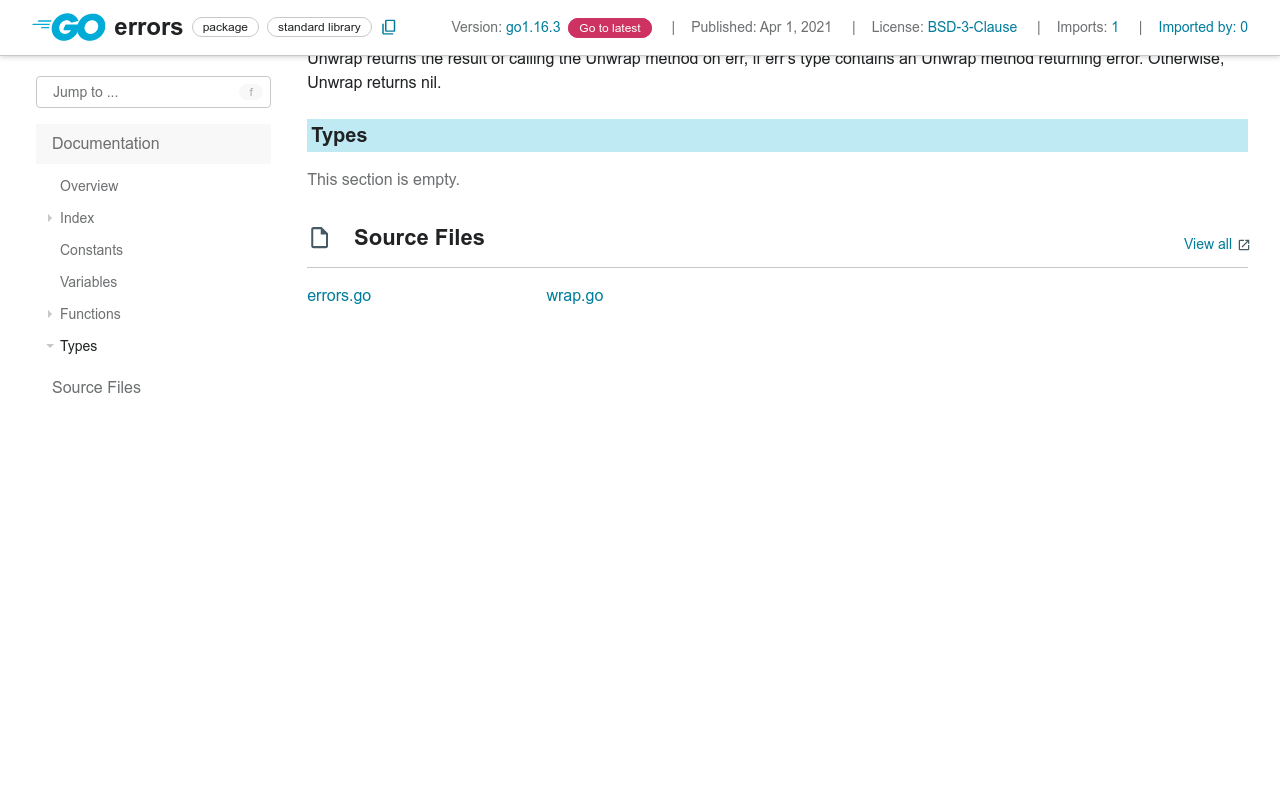 GO errors package standard library Version: go1.16.3 Go to latest | Published: Apr 1, 2021 | License: BSD-3-Clause | Imports: 1 | Imported by: 0
Unwrap returns the result of calling the Unwrap method on err, if err's type contains an Unwrap method returning error. Otherwise,
Unwrap returns nil.
Jump to ... f
Documentation
Overview
Index
Constants
Variables
Functions
Types
Source Files
Types
This section is empty.
Source Files
View all
errors.go wrap.go